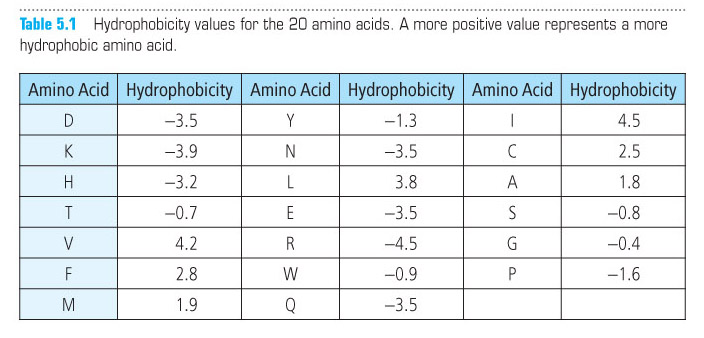 Table 5.1 Hydrophobicity values for the 20 amino acids. A more positive value represents a more
hydrophobic amino acid.
Amino Acid Hydrophobicity Amino Acid Hydrophobicity Amino Acid Hydrophobicity
D –3.5 Y –1.3 I 4.5
K –3.9 N –3.5 C 2.5
H –3.2 L 3.8 A 1.8
T –0.7 E –3.5 S –0.8
V 4.2 R –4.5 G –0.4
F 2.8 W –0.9 P –1.6
M 1.9 Q –3.5